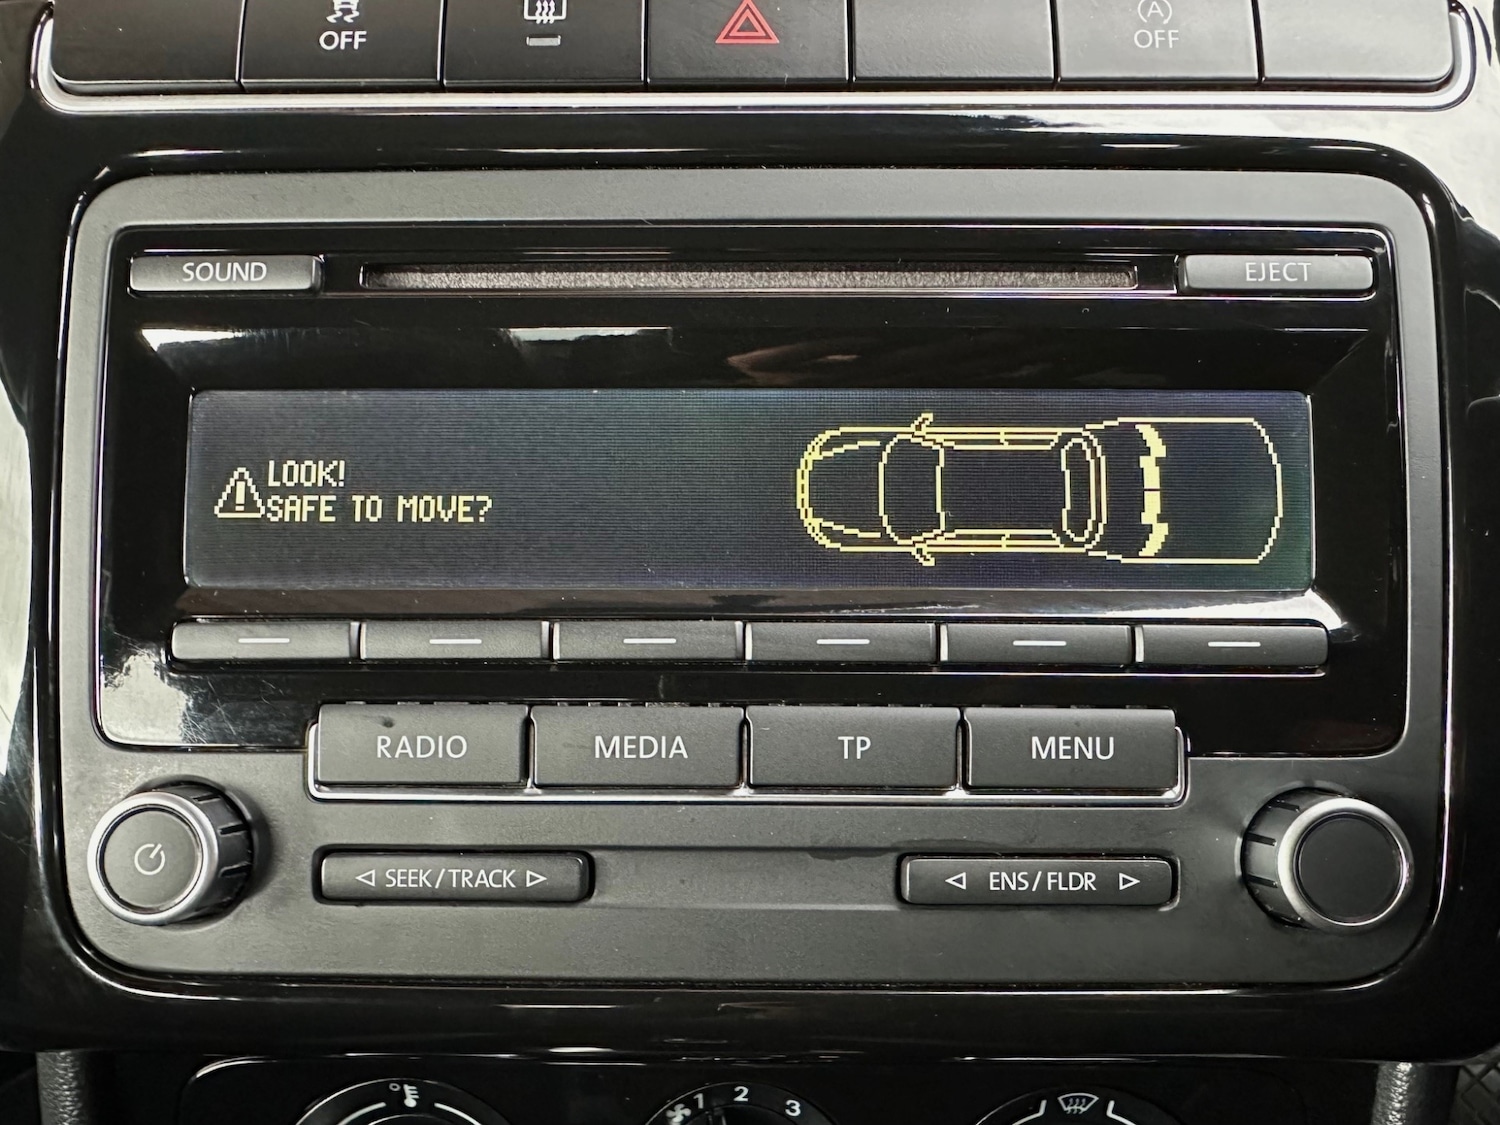 OFF
A
OFF
SOUND
EJECT
LOOK!
SAFE TO MOVE?
RADIO
MEDIA
TP
MENU
SEEK/TRACK
ENS/FLDR
1 2 3